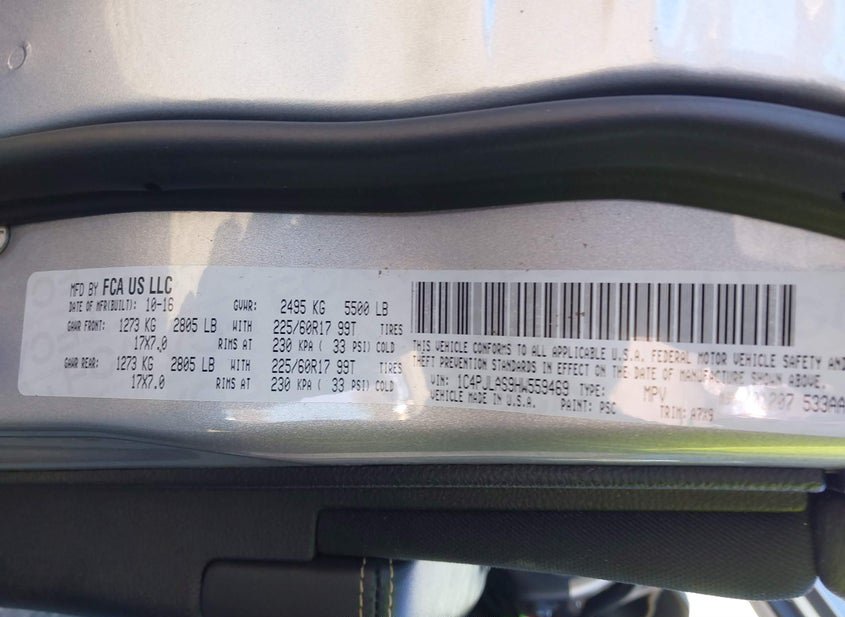 MFD BY FCA US LLC
DATE OF MFR(BUILT): 10-16 GVWR: 2495 KG 5500 LB
GAWR FRONT: 1273 KG 2805 LB WITH 225/60R17 99T TIRES
17X7.0 RIMS AT 230 KPA ( 33 PSI) COLD
GAWR REAR: 1273 KG 2805 LB WITH 225/60R17 99T TIRES
17X7.0 RIMS AT 230 KPA ( 33 PSI) COLD
THIS VEHICLE CONFORMS TO ALL APPLICABLE U.S.A. FEDERAL MOTOR VEHICLE SAFETY AND
THEFT PREVENTION STANDARDS IN EFFECT ON THE DATE OF MANUFACTURE SHOWN ABOVE.
VIN: 1C4PJLAS9HW559469 TYPE: MPV 207 533AA
VEHICLE MADE IN U.S.A. PAINT: PSC TRIM: A7X9